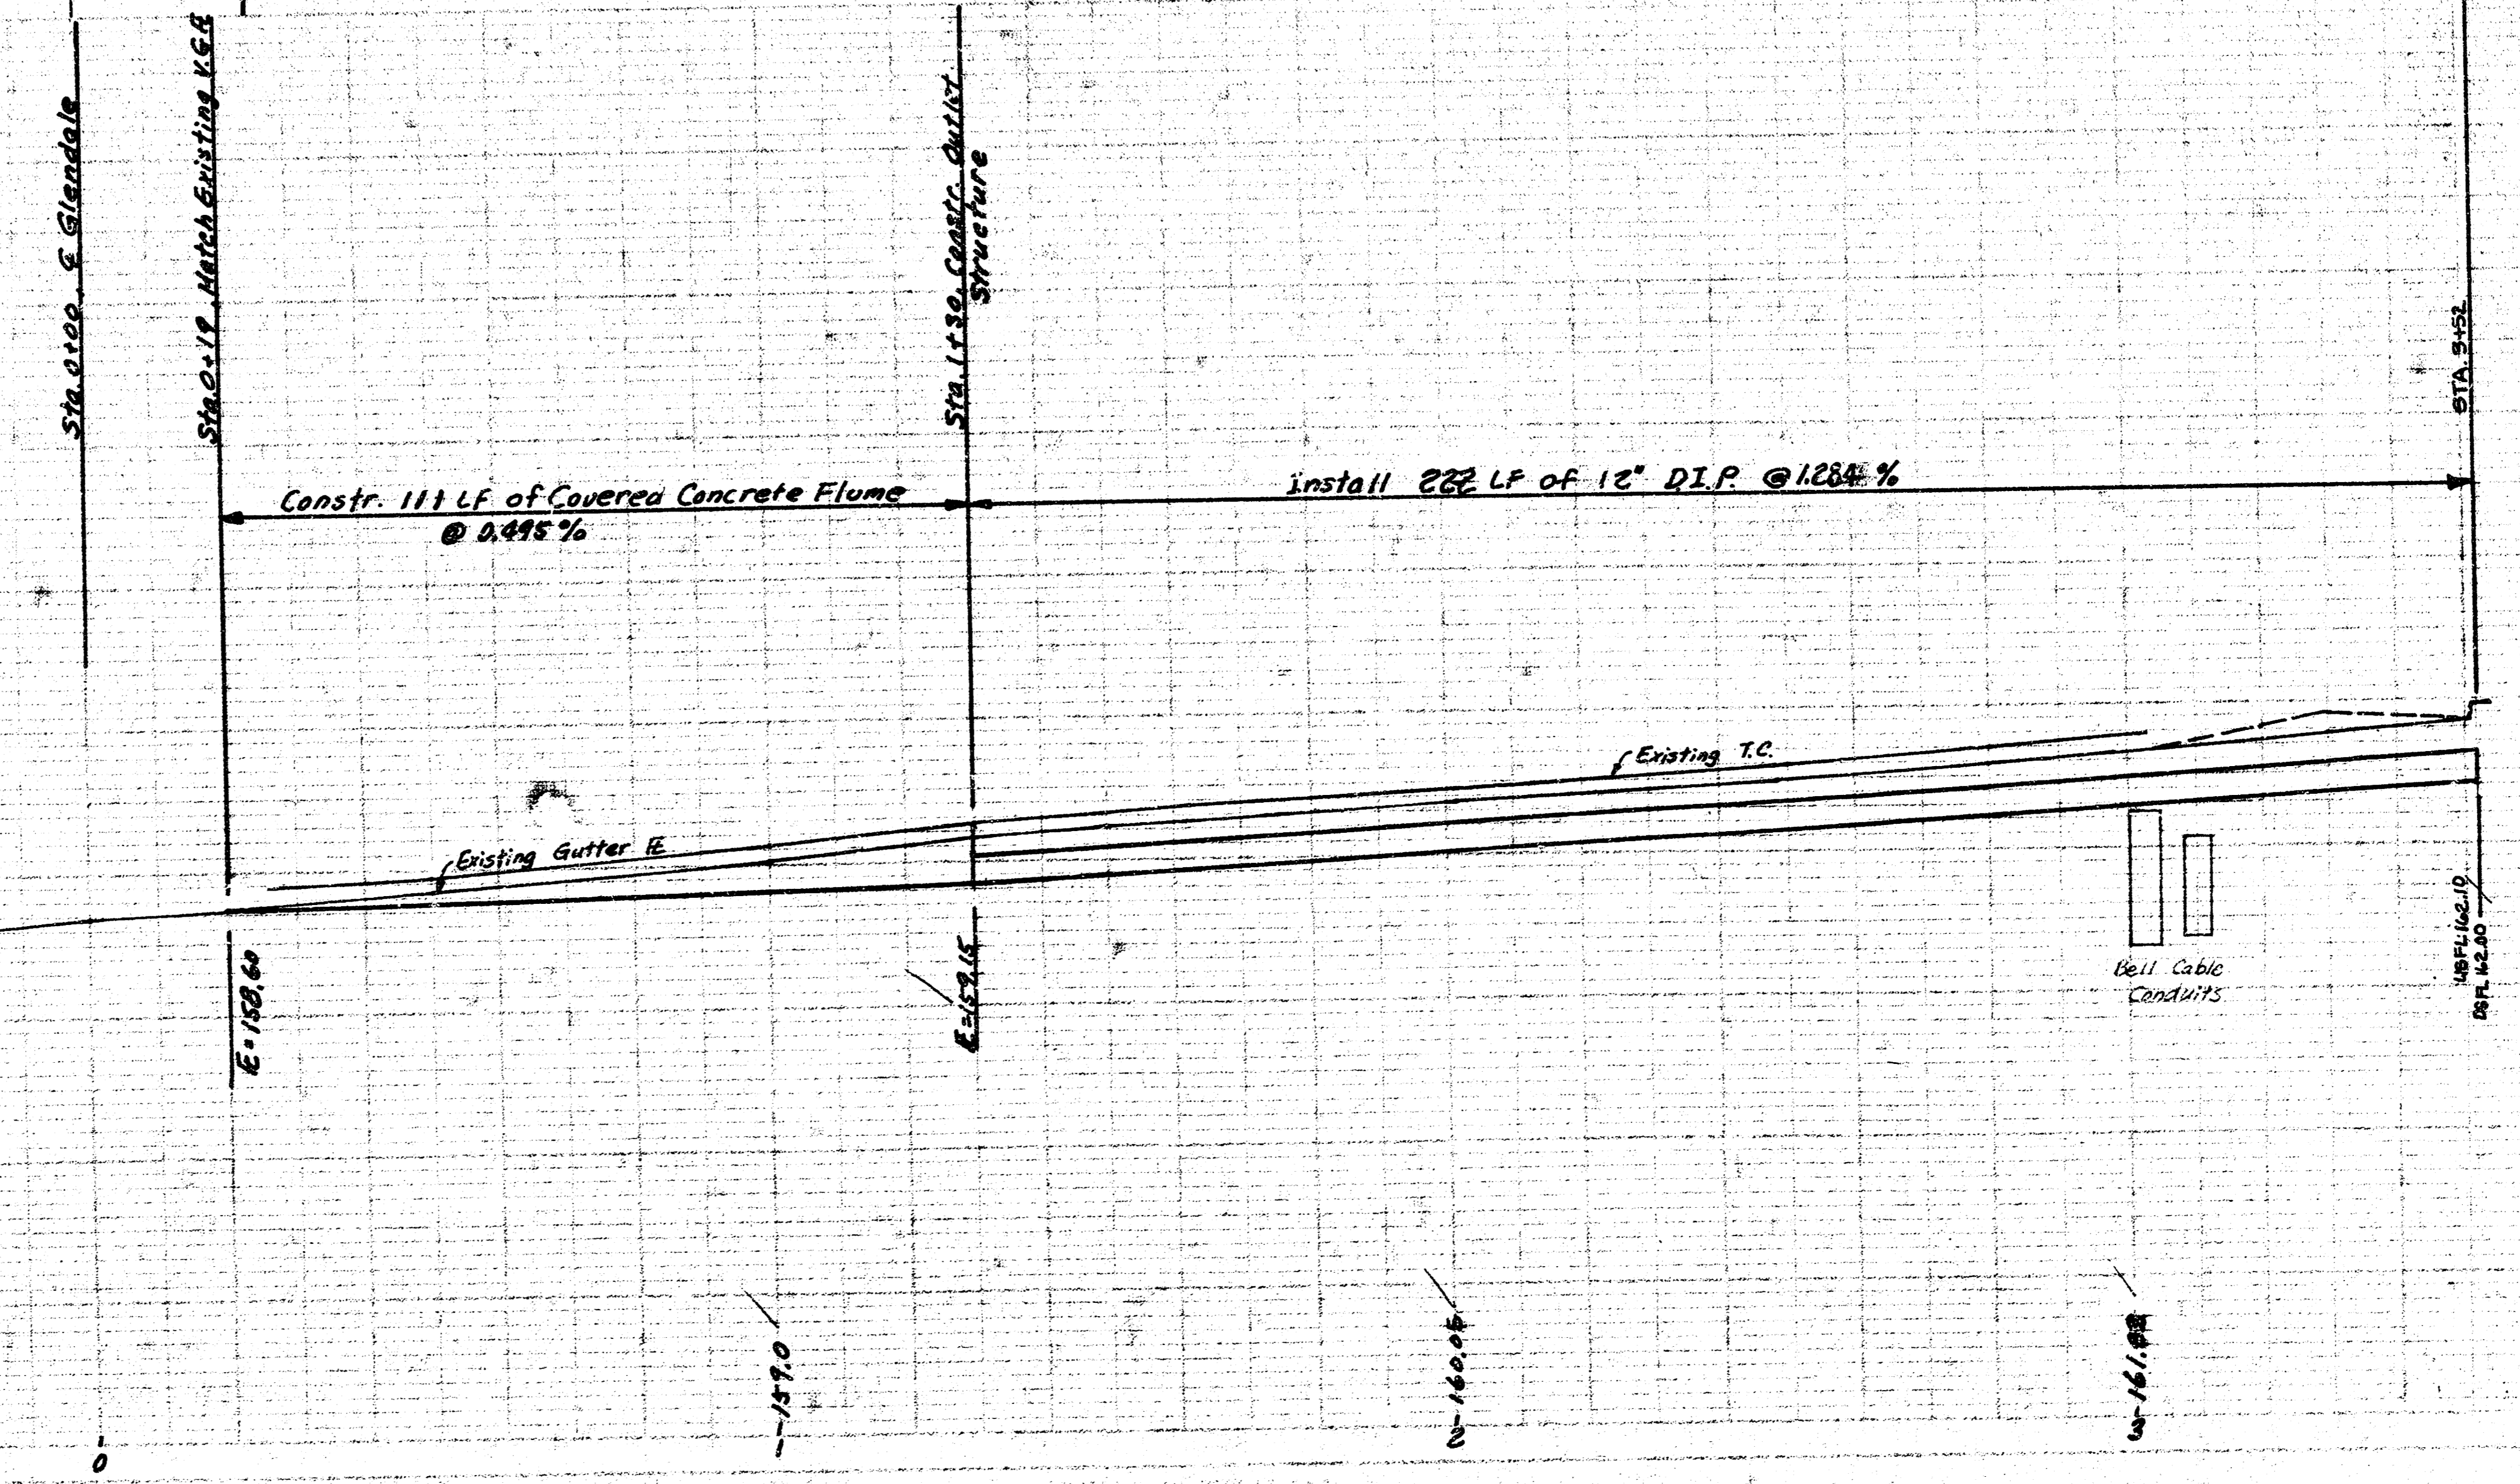 Sta. 0+00 ℄ Glendale
Sta. 0+19, Match Existing V.G.
Sta. 1+30, Constr. Outlet
Structure
STA 3+52
Constr. 111 LF of Covered Concrete Flume
@ 0.495%
install 222 LF of 12" D.I.P. @ 1.284%
Existing T.C.
Existing Gutter ℄
IE = 158.60
IE = 159.15
Bell Cable
Conduits
FL 162.10
FL 162.00
0
1 - 159.0
2 - 160.05
3 - 161.